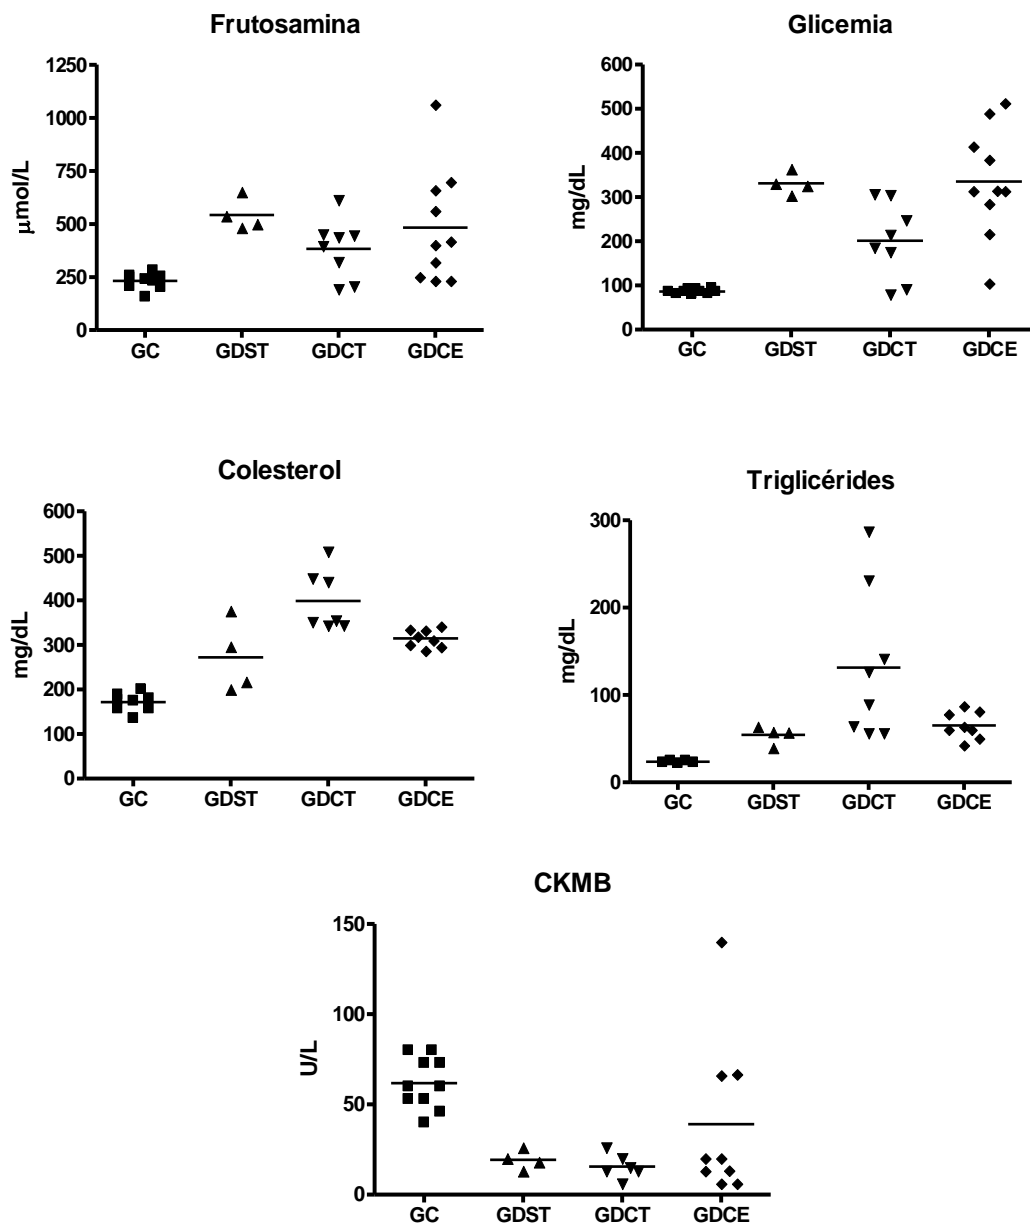 Frutosamina
1250
1000
750
500
250
0
μmol/L
GC GDST GDCT GDCE
Glicemia
600
500
400
300
200
100
0
mg/dL
GC GDST GDCT GDCE
Colesterol
600
500
400
300
200
100
0
mg/dL
GC GDST GDCT GDCE
Triglicérides
300
200
100
0
mg/dL
GC GDST GDCT GDCE
CKMB
150
100
50
0
U/L
GC GDST GDCT GDCE